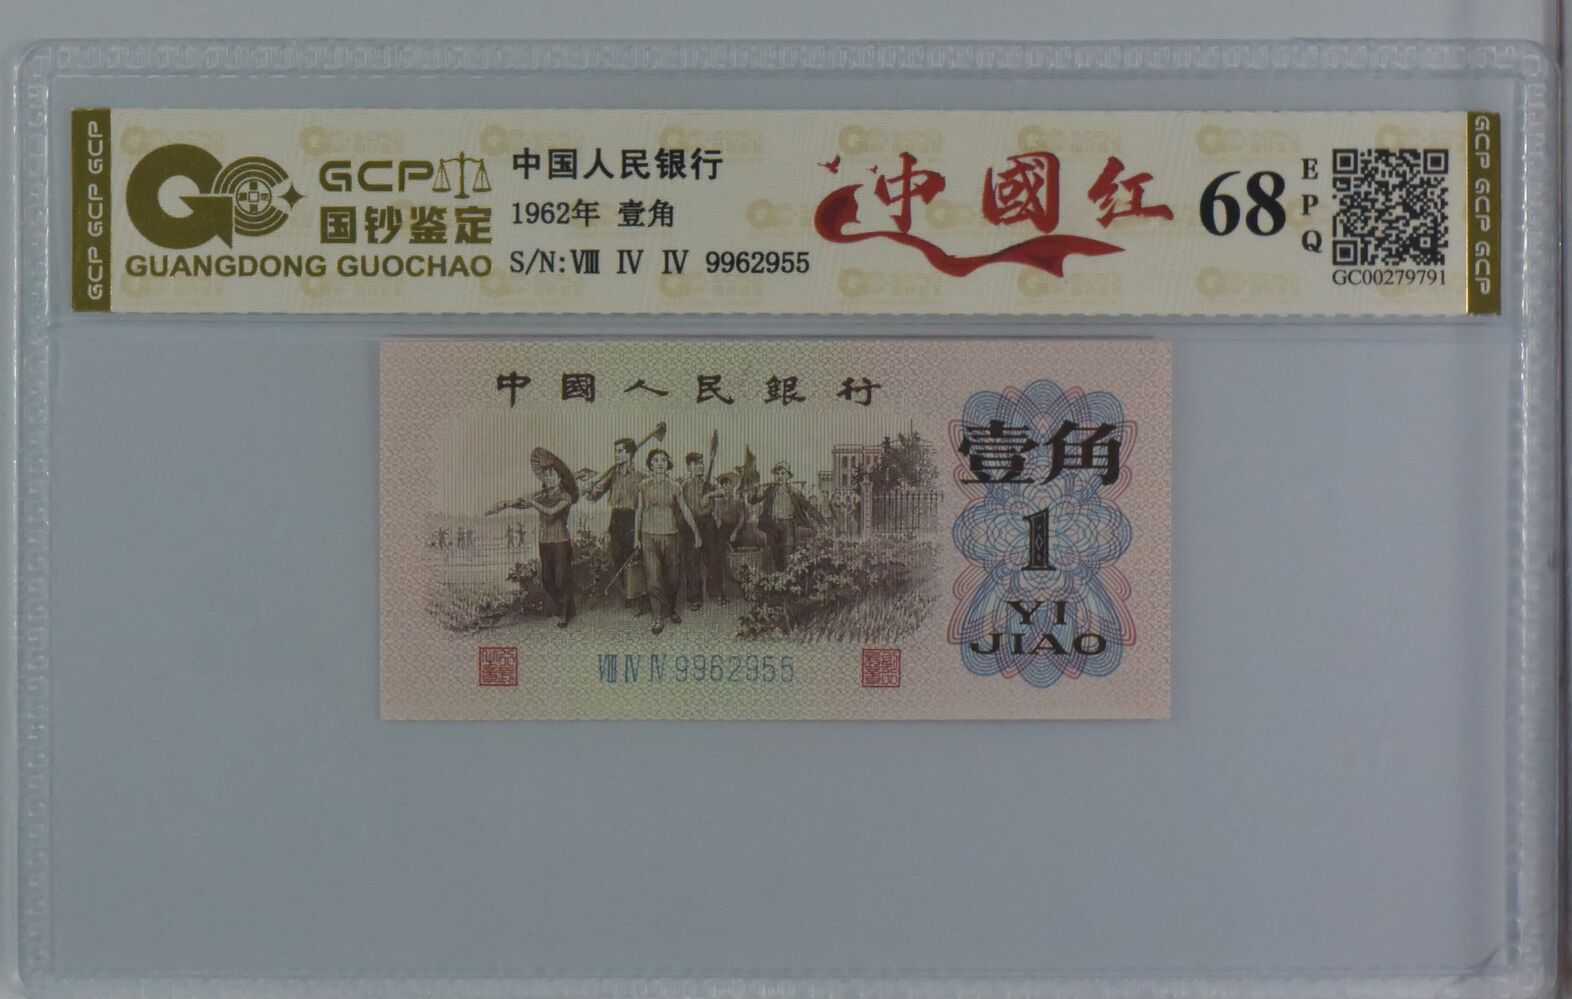 GCP GCP GCP
GCP
国钞鉴定
GUANGDONG GUOCHAO
中国人民银行
1962年 壹角
S/N:Ⅷ Ⅳ Ⅳ 9962955
中國红
68
EPQ
GC00279791
GCP GCP GCP
中國人民銀行
壹角
1
YI
JIAO
Ⅷ Ⅳ Ⅳ 9962955